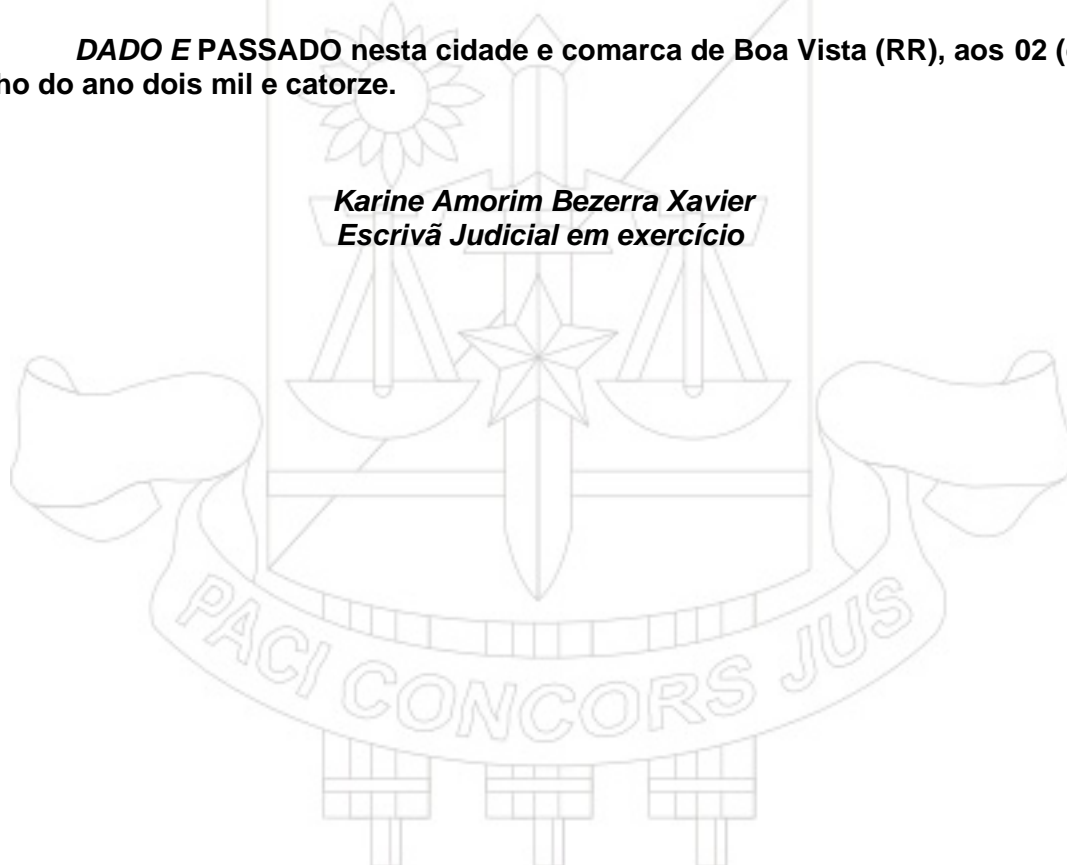 DADO E PASSADO nesta cidade e comarca de Boa Vista (RR), aos 02 (
ho do ano dois mil e catorze.
Karine Amorim Bezerra Xavier
Escrivã Judicial em exercício
PACI CONCORS JUS